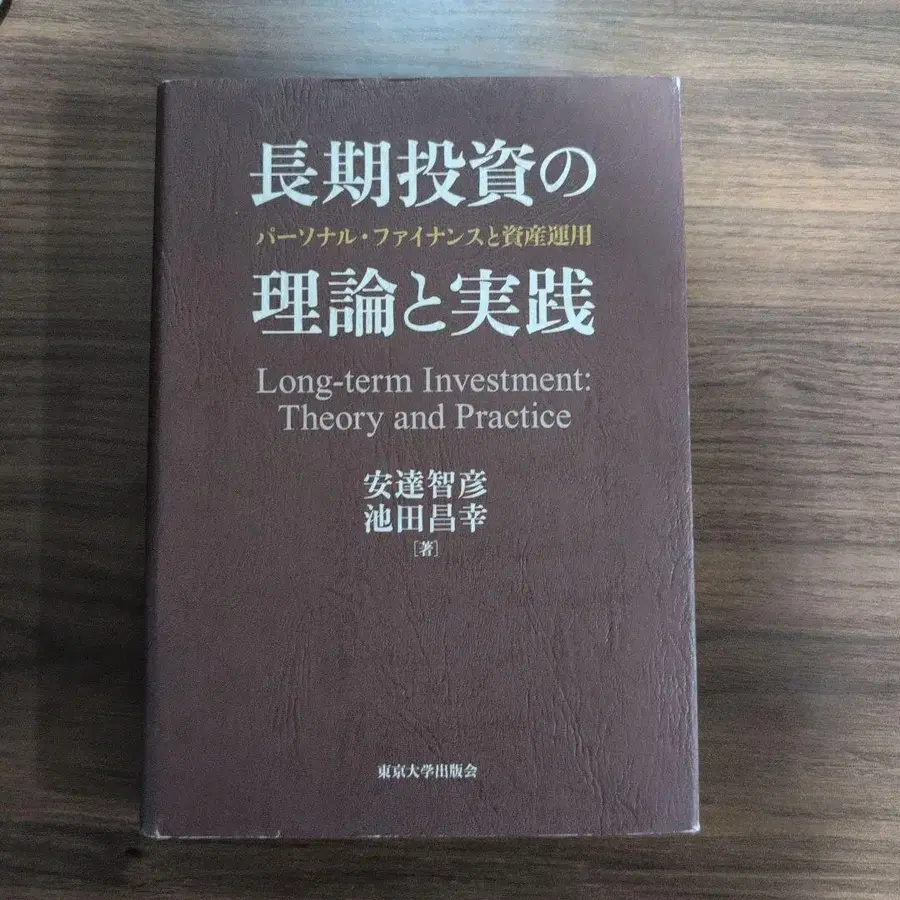 長期投資の
パーソナル・ファイナンスと資産運用
理論と実践
Long-term Investment:
Theory and Practice
安達智彦
池田昌幸
[著]
東京大学出版会